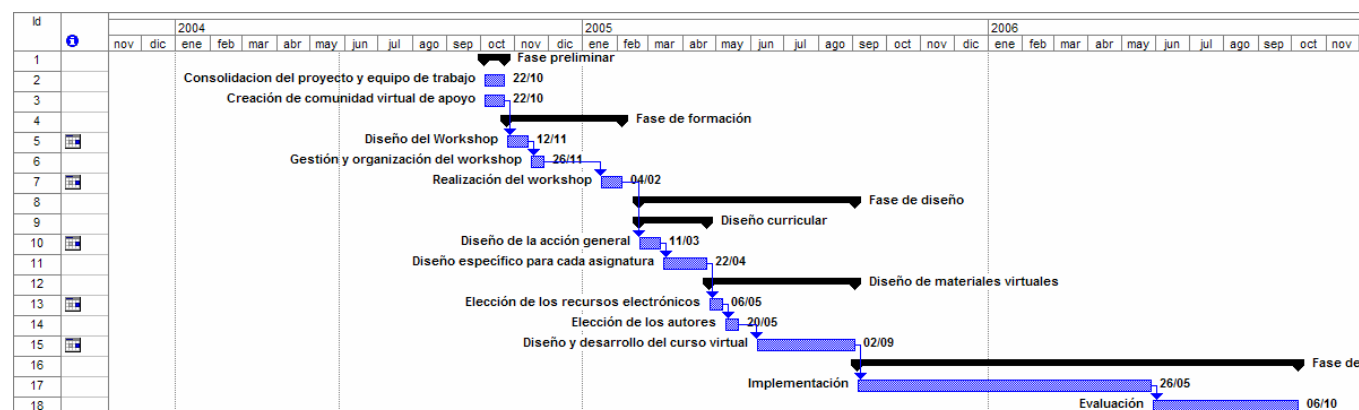 Id
2004 2005 2006
nov dic ene feb mar abr may jun jul ago sep oct nov dic ene feb mar abr may jun jul ago sep oct nov dic ene feb mar abr may jun jul ago sep oct nov
1 Fase preliminar
2 Consolidacion del proyecto y equipo de trabajo 22/10
3 Creación de comunidad virtual de apoyo 22/10
4 Fase de formación
5 Diseño del Workshop 12/11
6 Gestión y organización del workshop 26/11
7 Realización del workshop 04/02
8 Fase de diseño
9 Diseño curricular
10 Diseño de la acción general 11/03
11 Diseño específico para cada asignatura 22/04
12 Diseño de materiales virtuales
13 Elección de los recursos electrónicos 06/05
14 Elección de los autores 20/05
15 Diseño y desarrollo del curso virtual 02/09
16 Fase de
17 Implementación 26/05
18 Evaluación 06/10